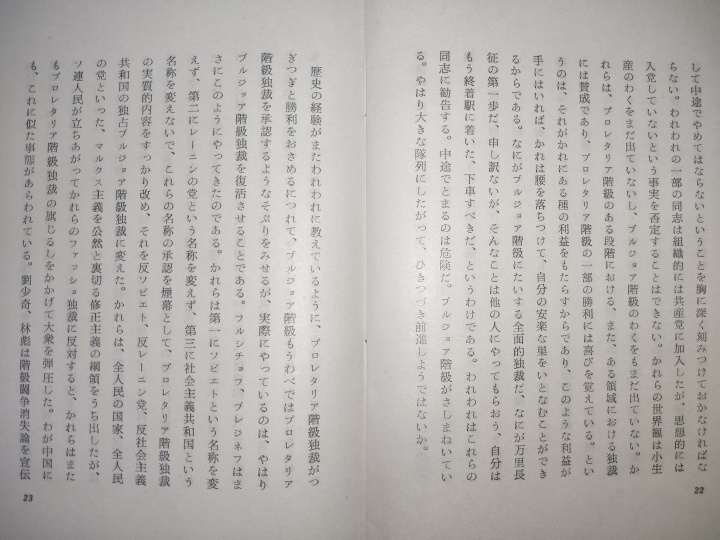 して中途でやめてはならないということを胸に深く刻みつけておかなければな
らない。われわれの一部の同志は組織的には共産党に加入したが、思想的には
入党していないという事実を否定することはできない。かれらの世界観は小生
産のわくをまだ出ていないし、ブルジョア階級のわくをもまだ出ていない。か
れらは、プロレタリア階級のある段階における、また、ある領域における独裁
には賛成であり、プロレタリア階級の一部の勝利には喜びを覚えている。とい
うのは、それがかれにある種の利益をもたらすからであり、このような利益が
手にはいれば、かれは腰を落ちつけて、自分の安楽な巣をいとなむことができ
るからである。なにがブルジョア階級にたいする全面的独裁だ、なにが万里長
征の第一歩だ、申し訳ないが、そんなことは他の人にやってもらおう、自分は
もう終着駅に着いた、下車すべきだ、というわけである。われわれはこれらの
同志に勧告する。中途でとまるのは危険だ。ブルジョア階級がさしまねいてい
る。やはり大きな隊列にしたがって、ひきつづき前進しようではないか。
22
歴史の経験がまたわれわれに教えているように、プロレタリア階級独裁がつ
ぎつぎと勝利をおさめるにつれて、ブルジョア階級もうわべではプロレタリア
階級独裁を承認するようなそぶりをみせるが、実際にやっているのは、やはり
ブルジョア階級独裁を復活させることである。フルシチョフ、ブレジネフはま
さにこのようにやってきたのである。かれらは第一にソビエトという名称を変
えず、第二にレーニンの党という名称を変えず、第三に社会主義共和国という
名称を変えないで、これらの名称の承認を煙幕として、プロレタリア階級独裁
の実質的内容をすっかり改め、それを反ソビエト、反レーニン党、反社会主義
共和国の独占ブルジョア階級独裁に変えた。かれらは、全人民の国家、全人民
の党といった、マルクス主義を公然と裏切る修正主義の綱領をうち出したが、
ソ連人民が立ちあがってかれらのファッショ独裁に反対すると、かれらはまた
もプロレタリア階級独裁の旗じるしをかかげて大衆を弾圧した。わが中国に
も、これに似た事態があらわれている。劉少奇、林彪は階級闘争消失論を宣伝
23